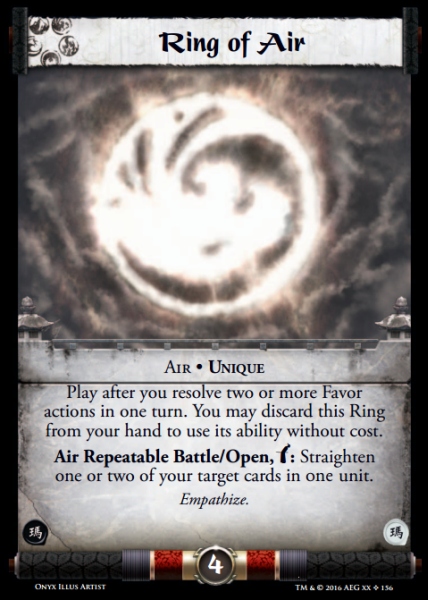 Ring of Air
Air • Unique
Play after you resolve two or more Favor
actions in one turn. You may discard this Ring
from your hand to use its ability without cost.
Air Repeatable Battle/Open, : Straighten
one or two of your target cards in one unit.
Empathize.
瑪 瑪
4
Onyx Illus Artist TM & © 2016 AEG XX ❖ 156